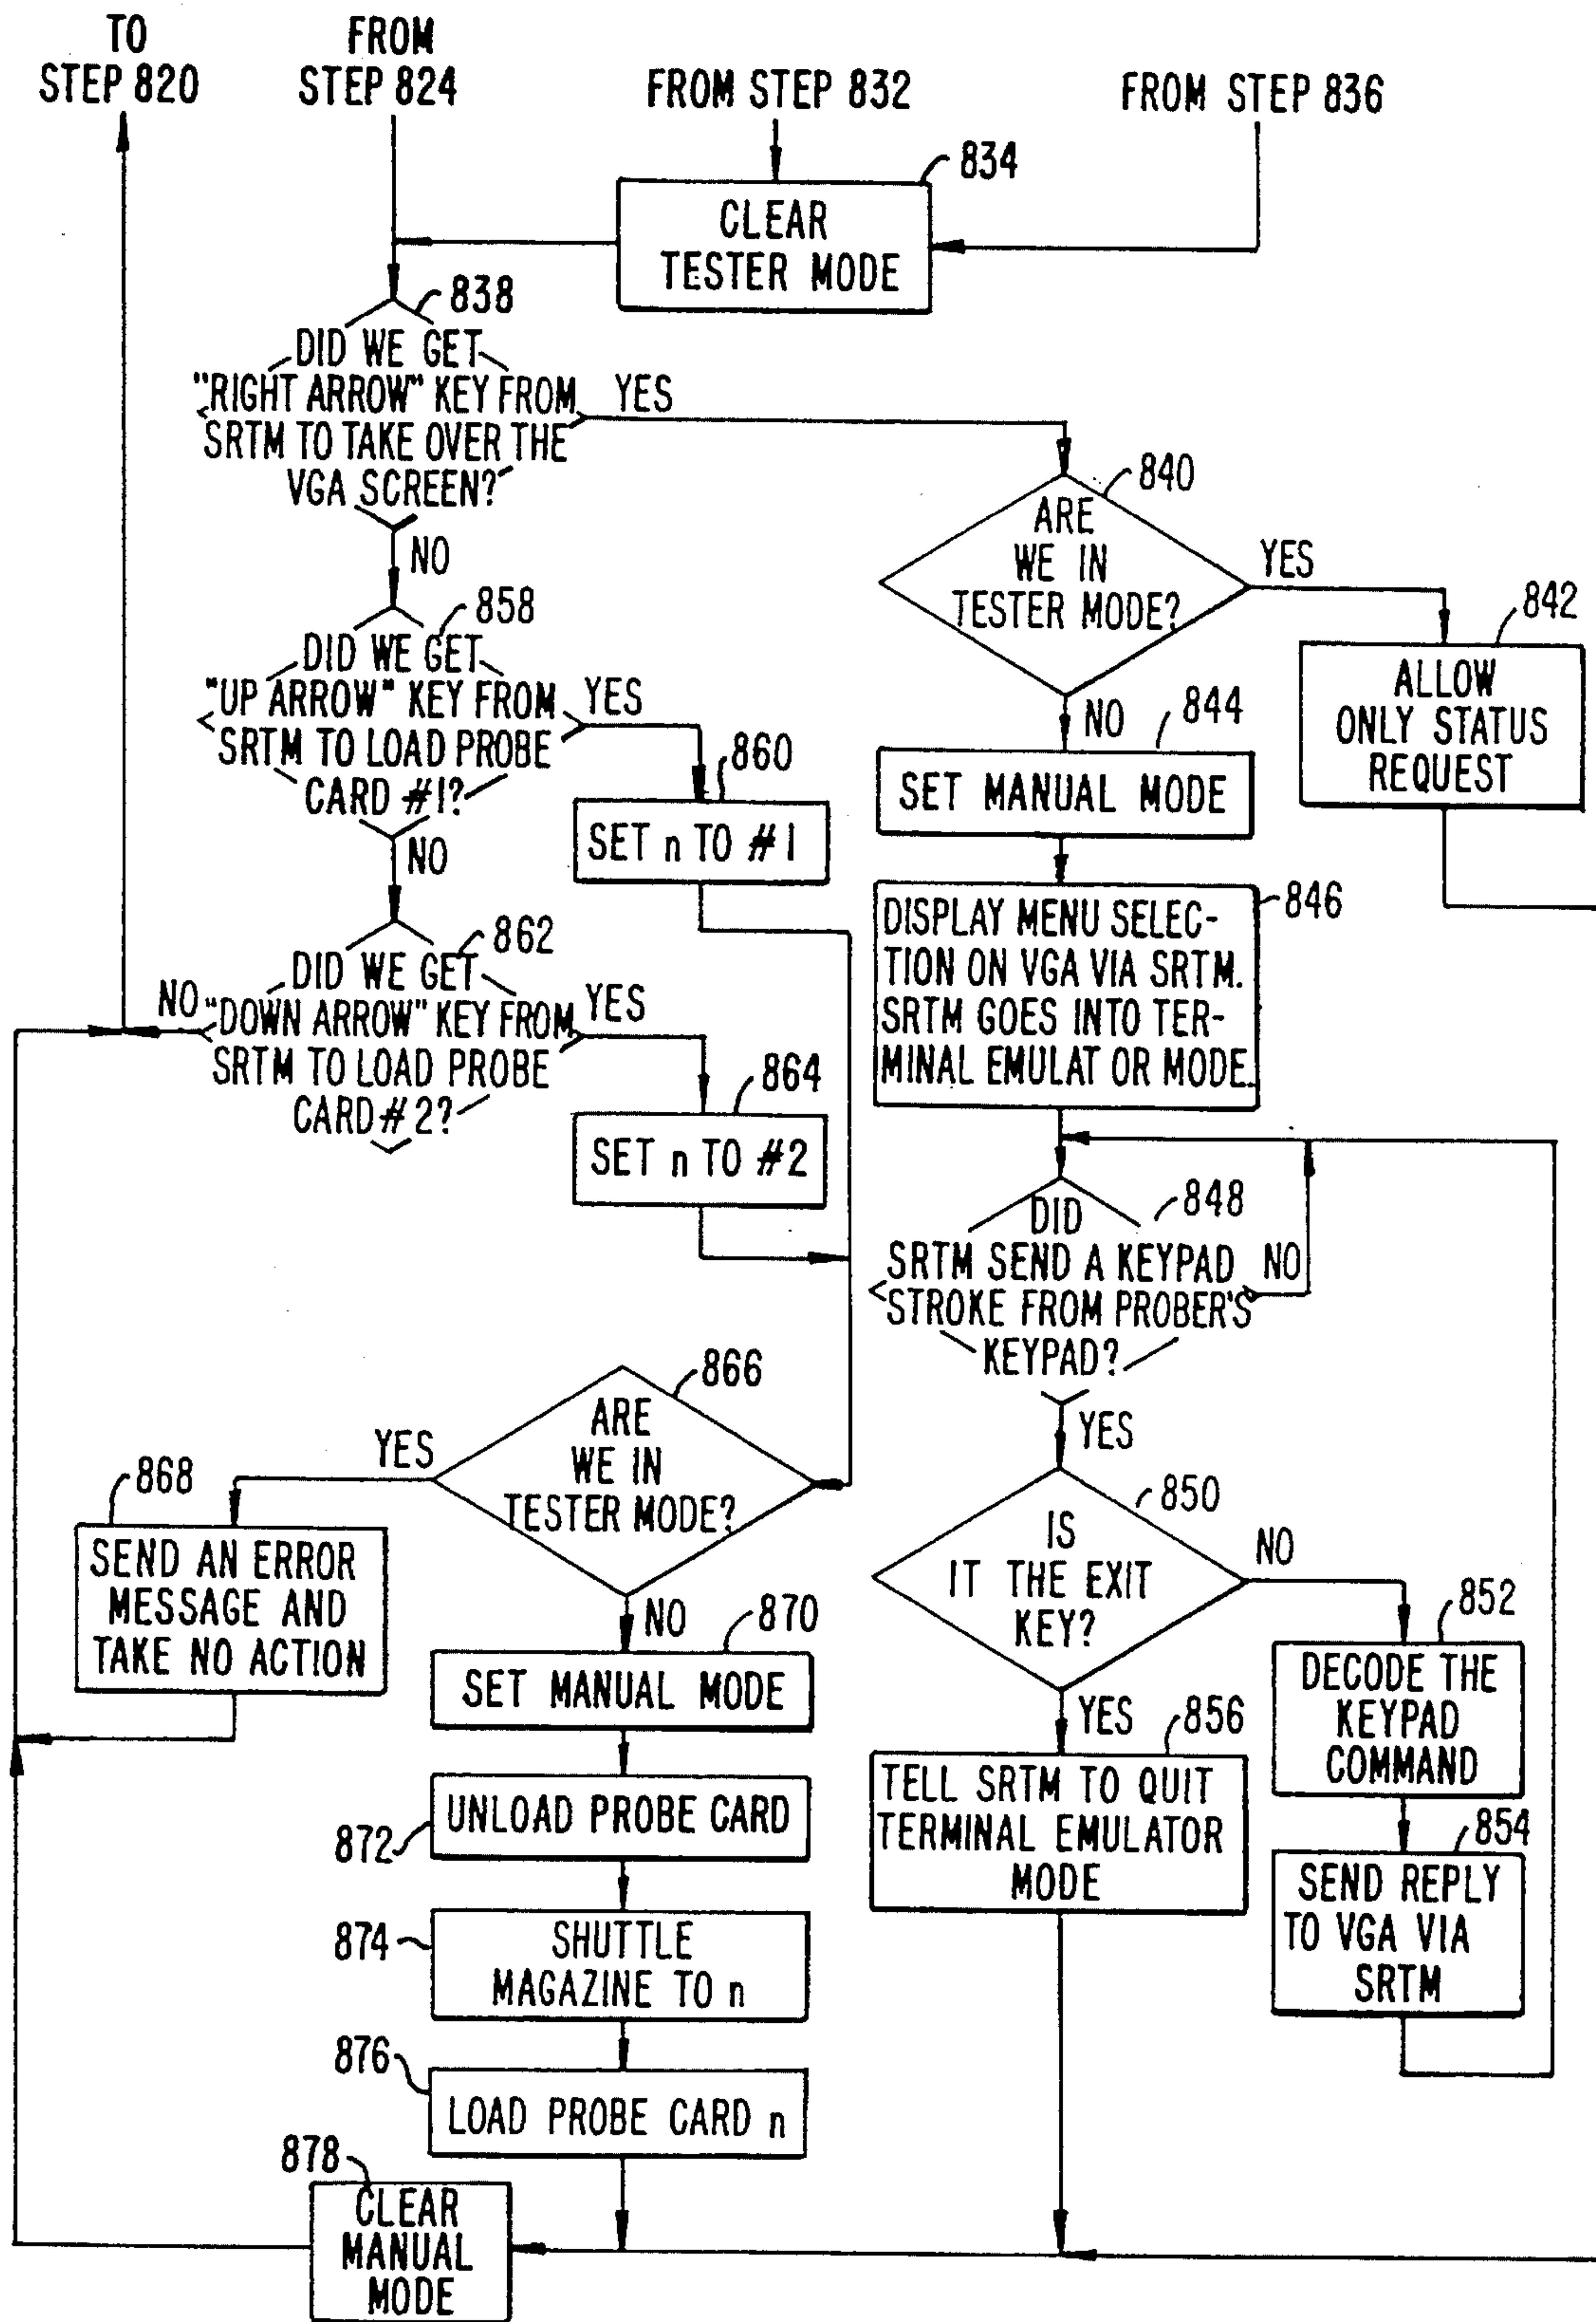 TO
STEP 820
FROM
STEP 824
FROM STEP 832
FROM STEP 836
834
CLEAR
TESTER MODE
838
DID WE GET
"RIGHT ARROW" KEY FROM
SRTM TO TAKE OVER THE
VGA SCREEN?
YES
NO
840
ARE
WE IN
TESTER MODE?
YES
NO
842
ALLOW
ONLY STATUS
REQUEST
844
SET MANUAL MODE
846
DISPLAY MENU SELEC-
TION ON VGA VIA SRTM.
SRTM GOES INTO TER-
MINAL EMULAT OR MODE.
858
DID WE GET
"UP ARROW" KEY FROM
SRTM TO LOAD PROBE
CARD #1?
YES
NO
860
SET n TO #1
862
DID WE GET
"DOWN ARROW" KEY FROM
SRTM TO LOAD PROBE
CARD #2?
NO
YES
864
SET n TO #2
848
DID
SRTM SEND A KEYPAD
STROKE FROM PROBER'S
KEYPAD?
NO
YES
850
IS
IT THE EXIT
KEY?
NO
YES
852
DECODE THE
KEYPAD
COMMAND
854
SEND REPLY
TO VGA VIA
SRTM
856
TELL SRTM TO QUIT
TERMINAL EMULATOR
MODE
866
ARE
WE IN
TESTER MODE?
YES
NO
868
SEND AN ERROR
MESSAGE AND
TAKE NO ACTION
870
SET MANUAL MODE
872
UNLOAD PROBE CARD
874
SHUTTLE
MAGAZINE TO n
876
LOAD PROBE CARD n
878
CLEAR
MANUAL
MODE